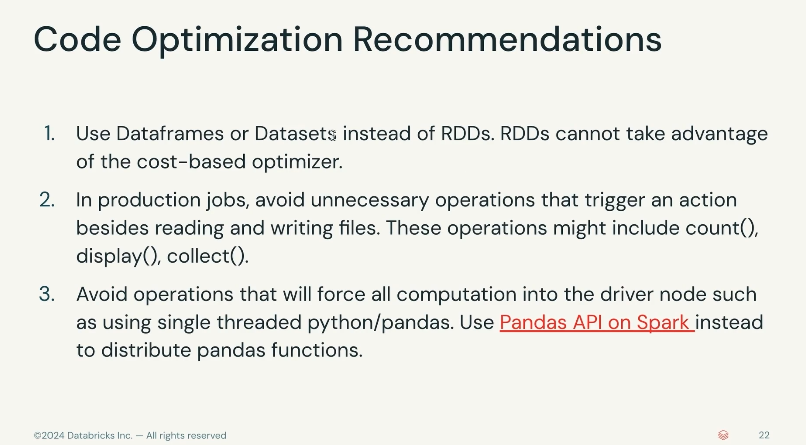 Code Optimization Recommendations
1. Use Dataframes or Datasets instead of RDDs. RDDs cannot take advantage
of the cost-based optimizer.
2. In production jobs, avoid unnecessary operations that trigger an action
besides reading and writing files. These operations might include count(),
display(), collect().
3. Avoid operations that will force all computation into the driver node such
as using single threaded python/pandas. Use Pandas API on Spark instead
to distribute pandas functions.
©2024 Databricks Inc. — All rights reserved
22